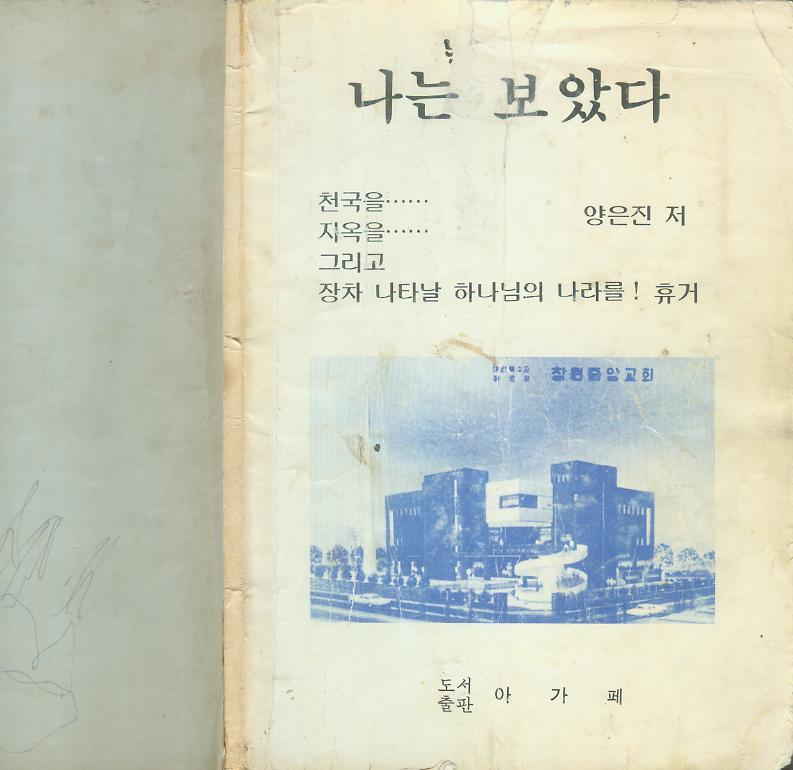 나는 보았다
천국을……
지옥을……
양은진 저
그리고
장차 나타날 하나님의 나라를! 휴거
창원중앙교회
도서
출판
아 가 페